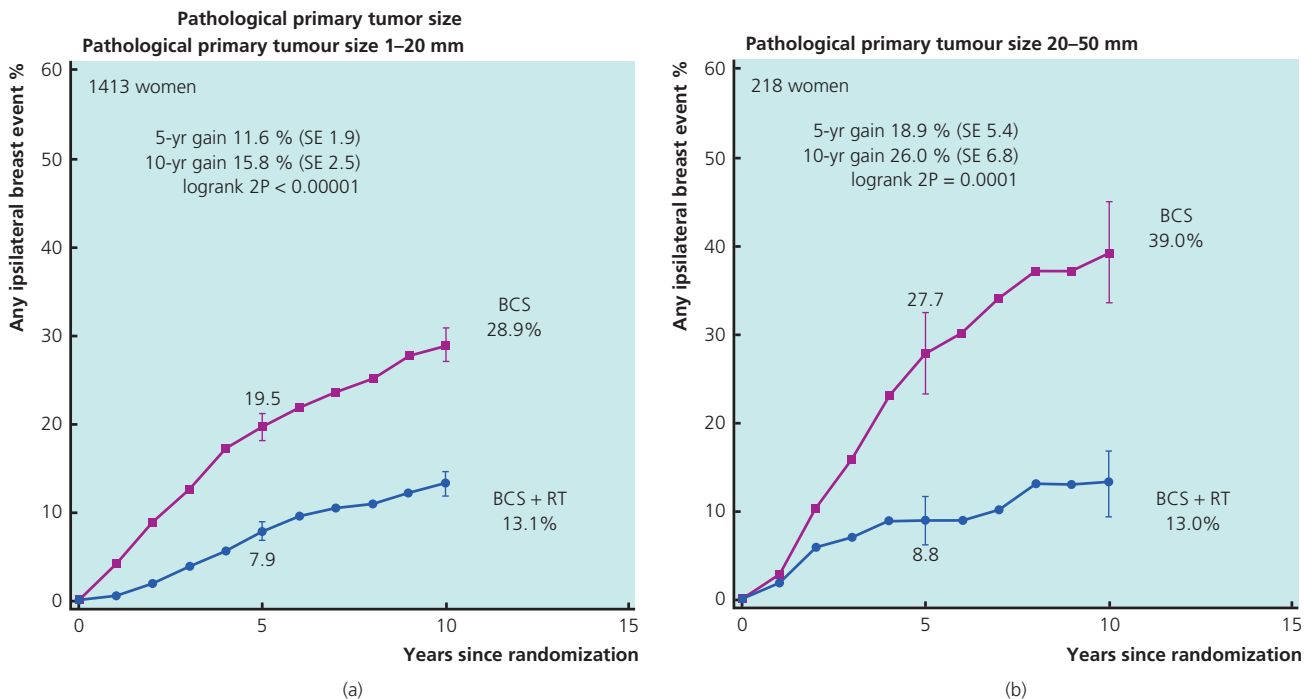 Pathological primary tumor size
Pathological primary tumour size 1–20 mm
Any ipsilateral breast event %
60
50
40
30
20
10
0
1413 women
5-yr gain 11.6 % (SE 1.9)
10-yr gain 15.8 % (SE 2.5)
logrank 2P < 0.00001
BCS
28.9%
19.5
BCS + RT
13.1%
7.9
0
5
10
15
Years since randomization
(a)
Pathological primary tumour size 20–50 mm
Any ipsilateral breast event %
60
50
40
30
20
10
0
218 women
5-yr gain 18.9 % (SE 5.4)
10-yr gain 26.0 % (SE 6.8)
logrank 2P = 0.0001
BCS
39.0%
27.7
BCS + RT
13.0%
8.8
0
5
10
15
Years since randomization
(b)